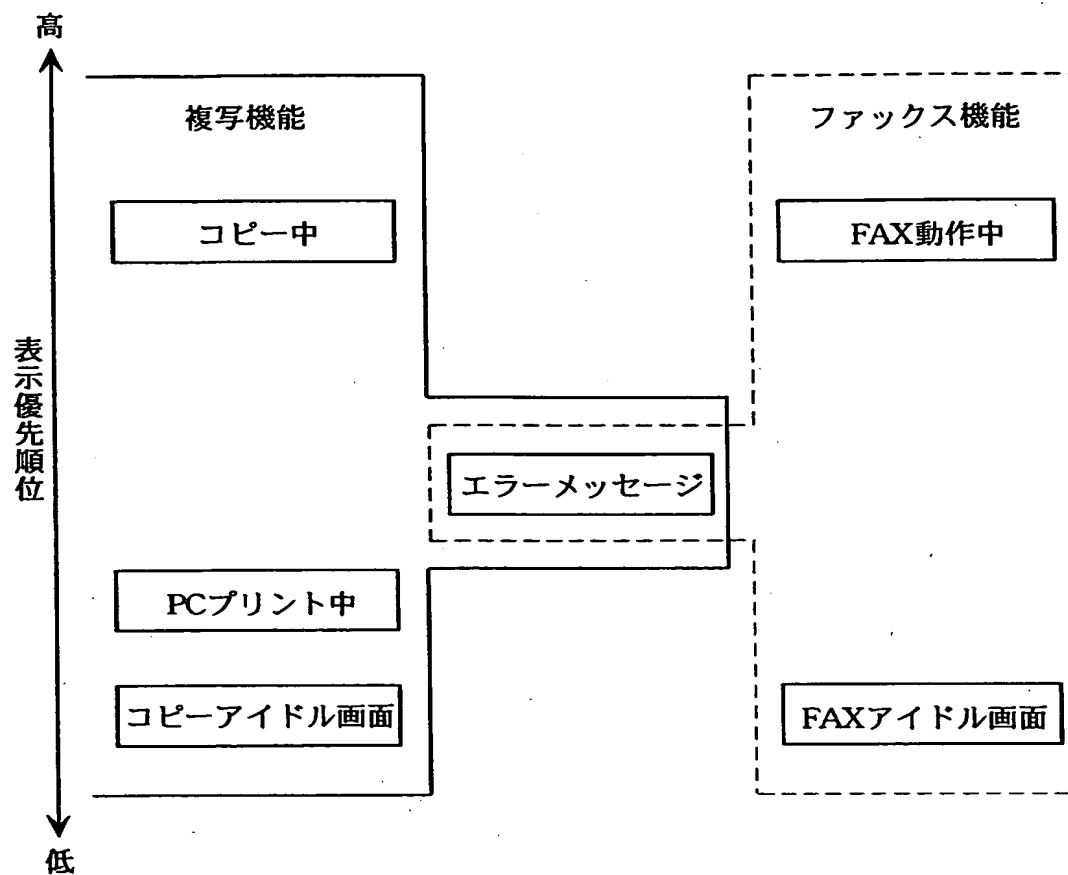 高
複写機能
ファックス機能
コピー中
FAX動作中
表示優先順位
エラーメッセージ
PCプリント中
コピーアイドル画面
FAXアイドル画面
低